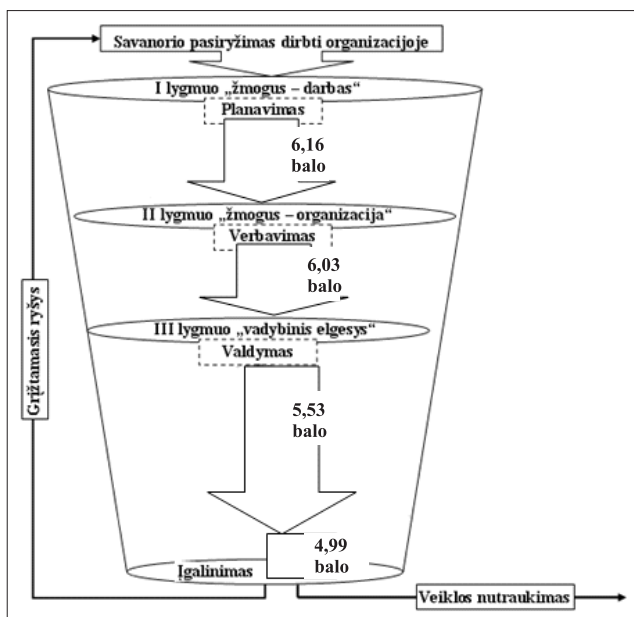 Savanorio pasiryžimas dirbti organizacijoje
I lygmuo „žmogus – darbas“
Planavimas
6,16
balo
II lygmuo „žmogus – organizacija“
Verbavimas
6,03
balo
III lygmuo „vadybinis elgesys“
Valdymas
5,53
balo
4,99
balo
Įgalinimas
Grįžtamasis ryšys
Veiklos nutraukimas